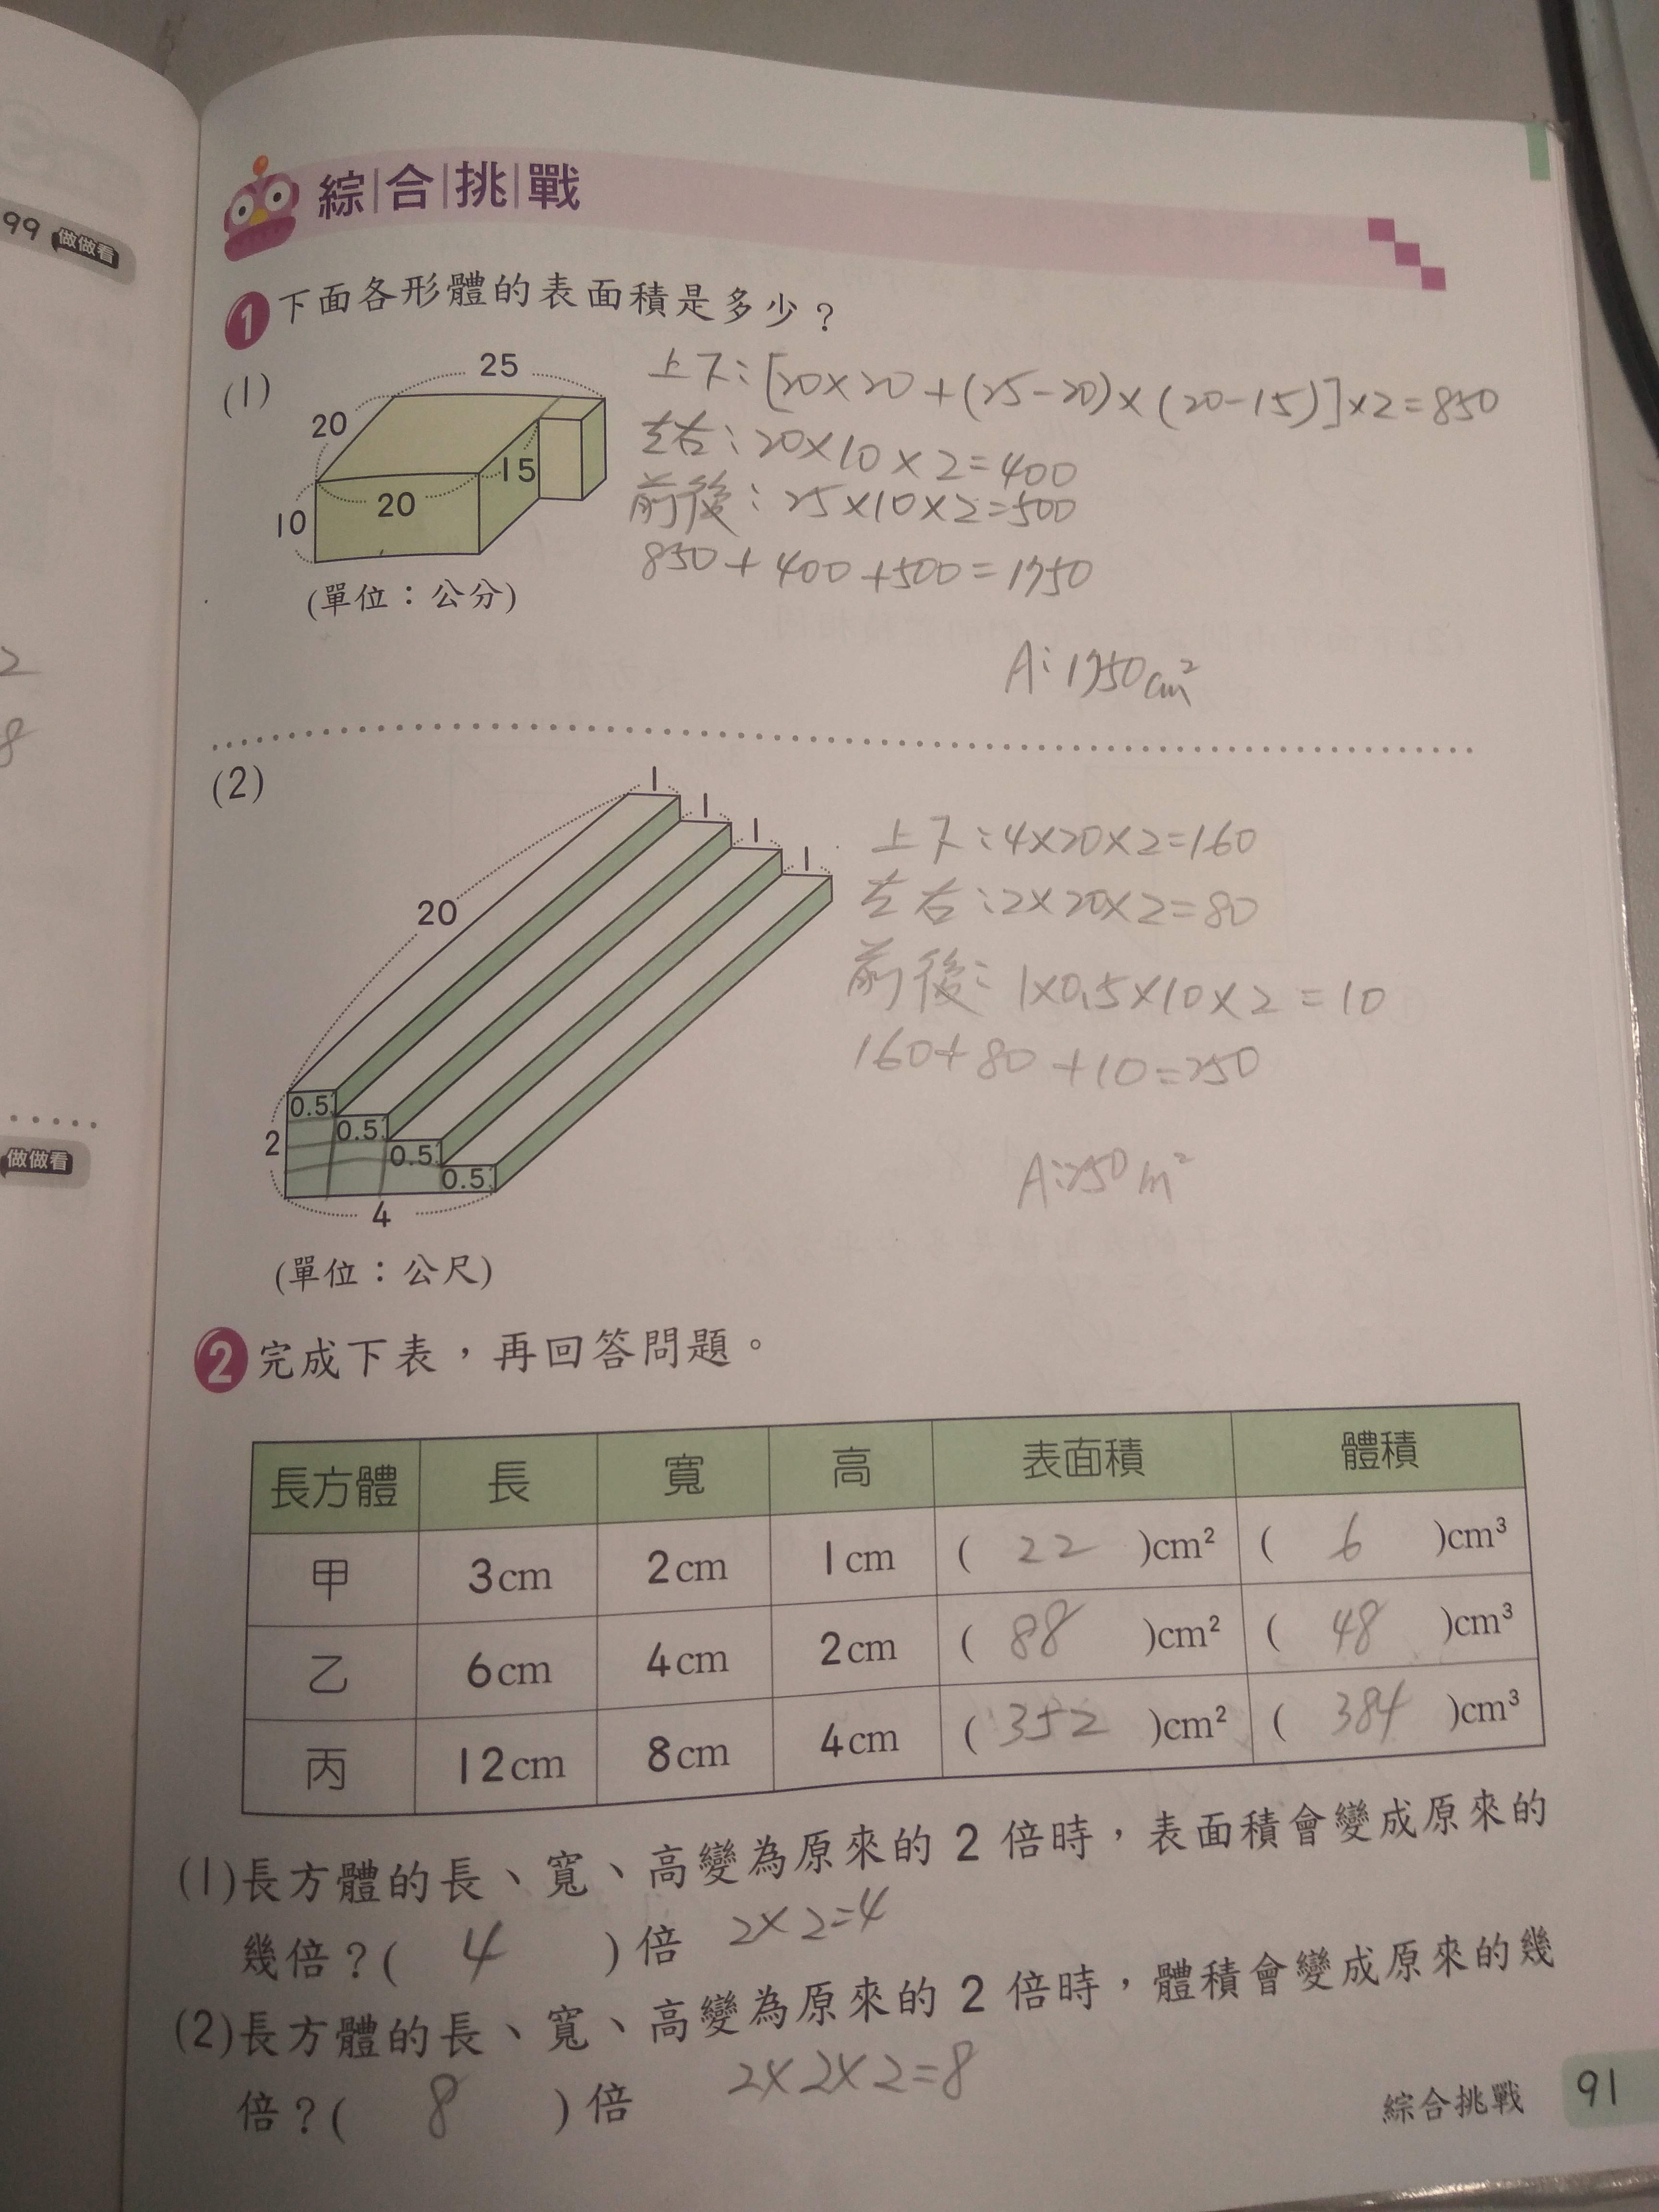 99 做做看
2
8
做做看
綜合挑戰
1 下面各形體的表面積是多少？
(1)
25
20
15
20
10
(單位：公分)
上下：[20×20+(25-20)×(20-15)]×2=850
左右：20×10×2=400
前後：25×10×2=500
850+400+500=1750
A：1750cm²
(2)
1
1
1
1
20
0.5
0.5
0.5
0.5
2
4
(單位：公尺)
上下：4×20×2=160
左右：2×20×2=80
前後：1×0.5×10×2=10
160+80+10=250
A：250m²
2 完成下表，再回答問題。
長方體 長 寬 高 表面積 體積
甲 3cm 2cm 1cm ( 22 )cm² ( 6 )cm³
乙 6cm 4cm 2cm ( 88 )cm² ( 48 )cm³
丙 12cm 8cm 4cm ( 352 )cm² ( 384 )cm³
(1)長方體的長、寬、高變為原來的 2 倍時，表面積會變成原來的
幾倍？( 4 )倍 2×2=4
(2)長方體的長、寬、高變為原來的 2 倍時，體積會變成原來的幾
倍？( 8 )倍 2×2×2=8
綜合挑戰 91